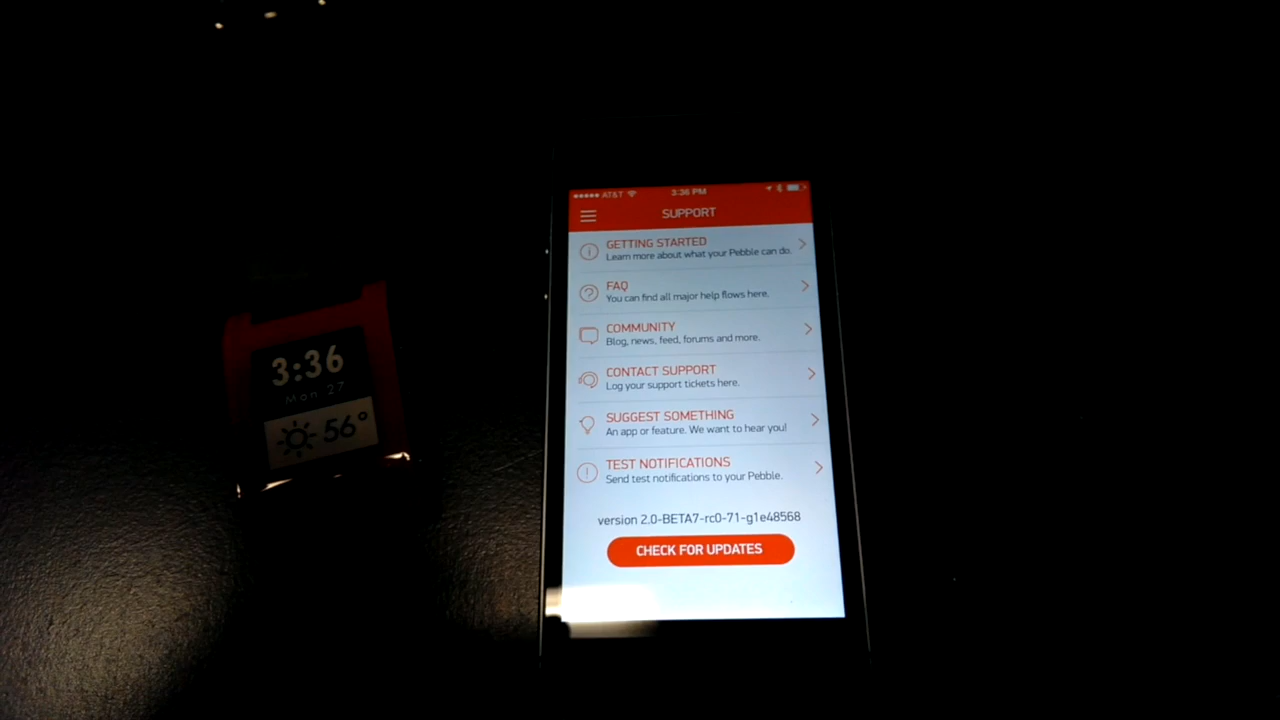 3:36
Mon 27
56°
AT&T 3:36 PM
SUPPORT
GETTING STARTED
Learn more about what your Pebble can do.
FAQ
You can find all major help flows here.
COMMUNITY
Blog, news, feed, forums and more.
CONTACT SUPPORT
Log your support tickets here.
SUGGEST SOMETHING
An app or feature. We want to hear you!
TEST NOTIFICATIONS
Send test notifications to your Pebble.
version 2.0-BETA7-rc0-71-g1e48568
CHECK FOR UPDATES